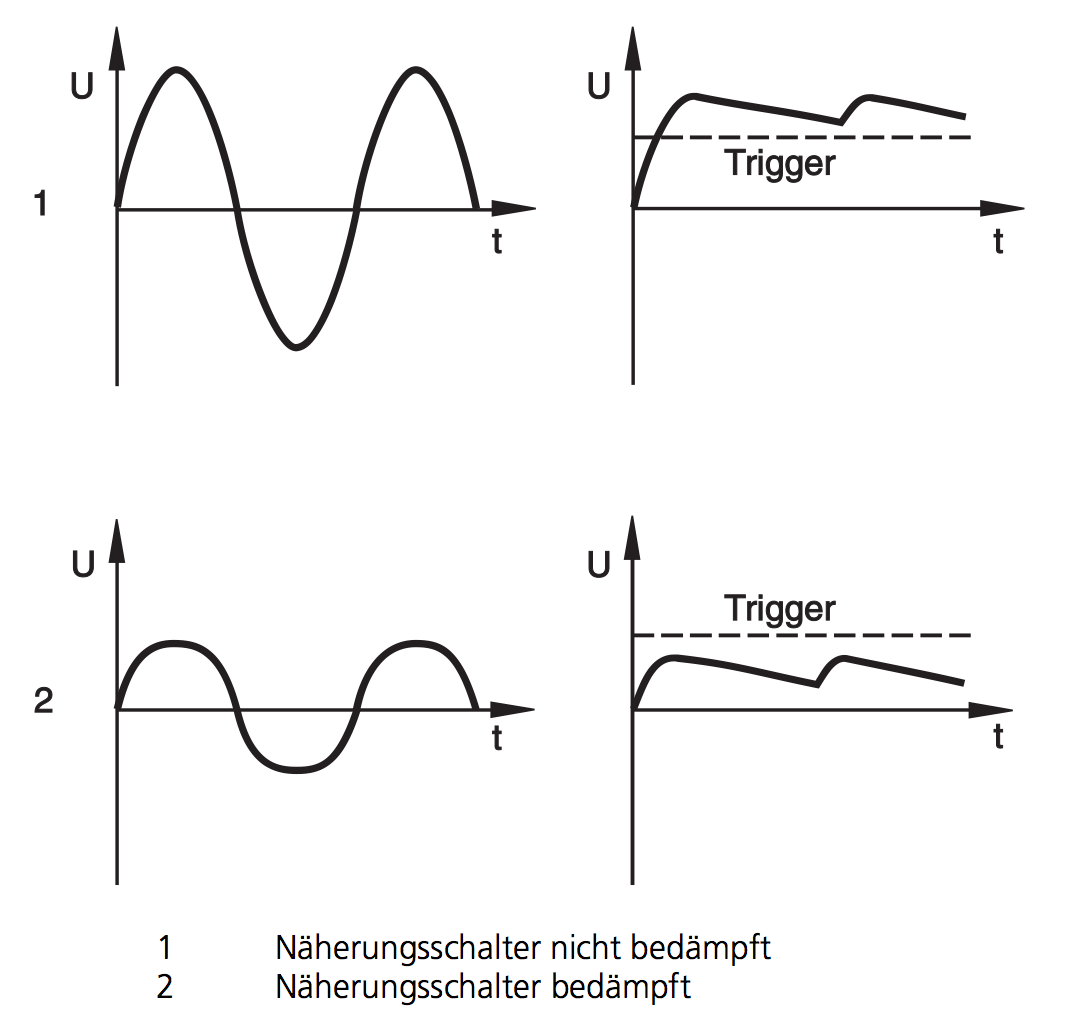 U
U
Trigger
1
t
t
U
U
Trigger
2
t
t
1 Näherungsschalter nicht bedämpft
2 Näherungsschalter bedämpft